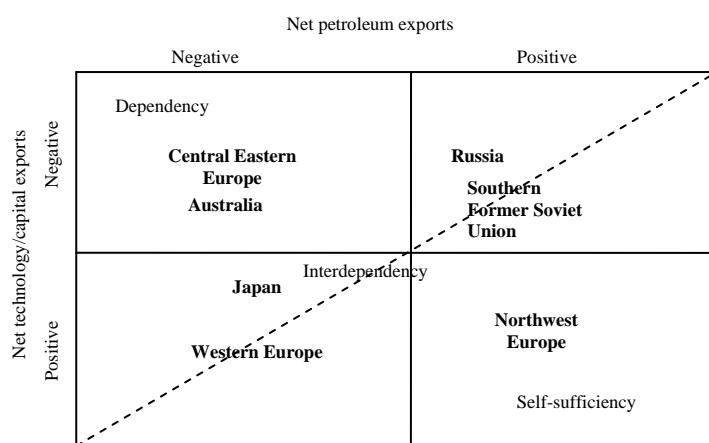 Net petroleum exports
Negative
Positive
Net technology/capital exports
Negative
Positive
Dependency
Central Eastern
Europe
Australia
Russia
Southern
Former Soviet
Union
Interdependency
Japan
Western Europe
Northwest
Europe
Self-sufficiency